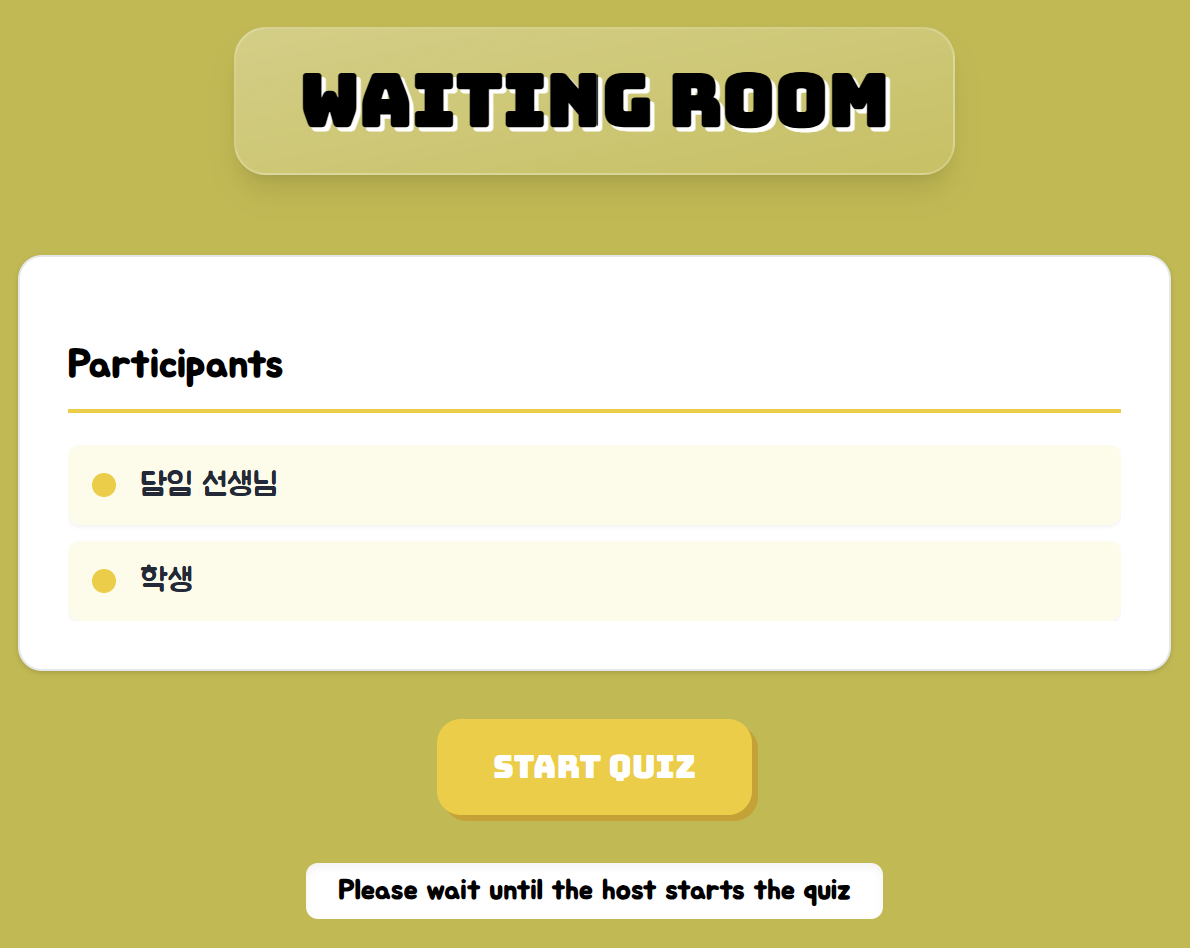 WAITING ROOM
Participants
담임 선생님
학생
START QUIZ
Please wait until the host starts the quiz